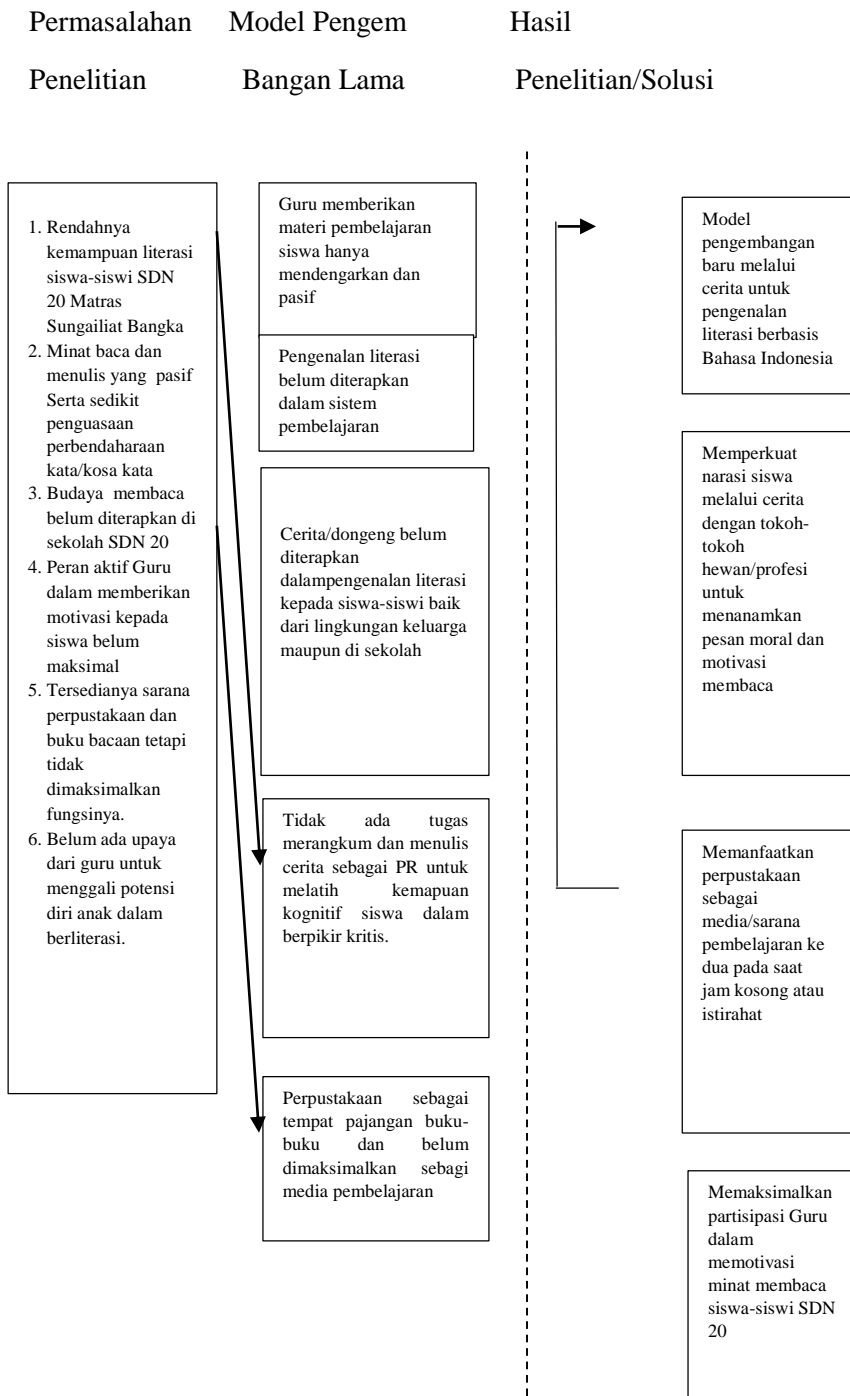 Permasalahan Model Pengem Hasil
Penelitian Bangan Lama Penelitian/Solusi
1. Rendahnya
kemampuan literasi
siswa-siswi SDN
20 Matras
Sungailiat Bangka
2. Minat baca dan
menulis yang pasif
Serta sedikit
penguasaan
perbendaharaan
kata/kosa kata
3. Budaya membaca
belum diterapkan di
sekolah SDN 20
4. Peran aktif Guru
dalam memberikan
motivasi kepada
siswa belum
maksimal
5. Tersedianya sarana
perpustakaan dan
buku bacaan tetapi
tidak
dimaksimalkan
fungsinya.
6. Belum ada upaya
dari guru untuk
menggali potensi
diri anak dalam
berliterasi.
Guru memberikan
materi pembelajaran
siswa hanya
mendengarkan dan
pasif
Pengenalan literasi
belum diterapkan
dalam sistem
pembelajaran
Cerita/dongeng belum
diterapkan
dalampengenalan literasi
kepada siswa-siswi baik
dari lingkungan keluarga
maupun di sekolah
Tidak ada tugas
merangkum dan menulis
cerita sebagai PR untuk
melatih kemapuan
kognitif siswa dalam
berpikir kritis.
Perpustakaan sebagai
tempat pajangan buku-
buku dan belum
dimaksimalkan sebagi
media pembelajaran
Model
pengembangan
baru melalui
cerita untuk
pengenalan
literasi berbasis
Bahasa Indonesia
Memperkuat
narasi siswa
melalui cerita
dengan tokoh-
tokoh
hewan/profesi
untuk
menanamkan
pesan moral dan
motivasi
membaca
Memanfaatkan
perpustakaan
sebagai
media/sarana
pembelajaran ke
dua pada saat
jam kosong atau
istirahat
Memaksimalkan
partisipasi Guru
dalam
memotivasi
minat membaca
siswa-siswi SDN
20